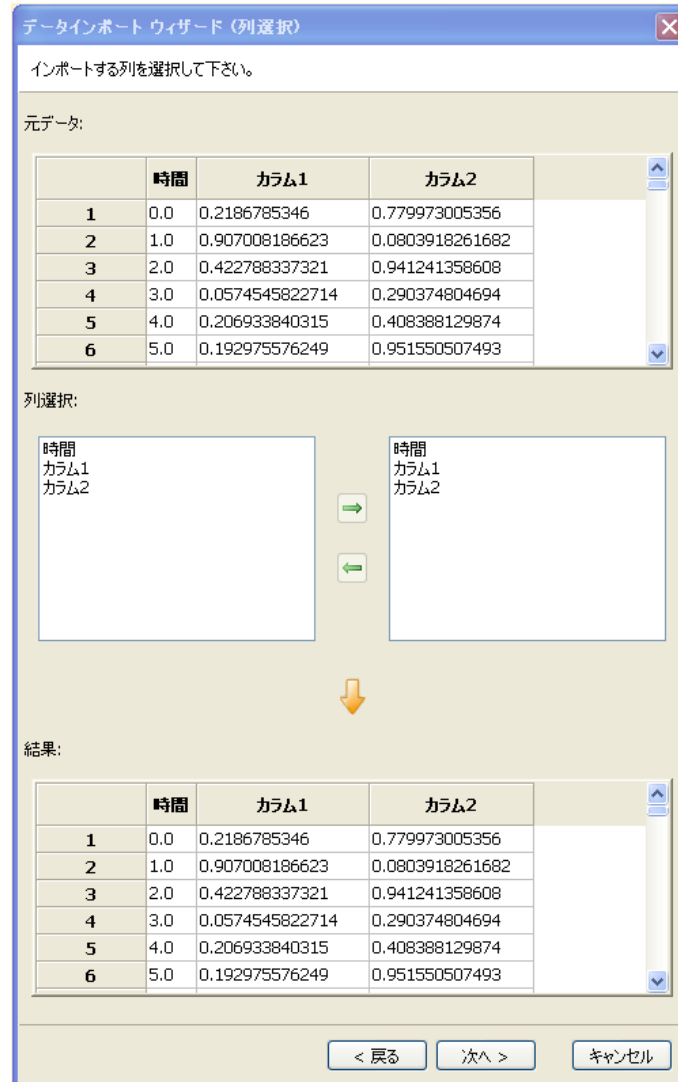 データインポート ウィザード (列選択)
インポートする列を選択して下さい。
元データ:
時間 カラム1 カラム2
1 0.0 0.2186785346 0.779973005356
2 1.0 0.907008186623 0.0803918261682
3 2.0 0.422788337321 0.941241358608
4 3.0 0.0574545822714 0.290374804694
5 4.0 0.206933840315 0.408388129874
6 5.0 0.192975576249 0.951550507493
列選択:
時間
カラム1
カラム2
時間
カラム1
カラム2
結果:
時間 カラム1 カラム2
1 0.0 0.2186785346 0.779973005356
2 1.0 0.907008186623 0.0803918261682
3 2.0 0.422788337321 0.941241358608
4 3.0 0.0574545822714 0.290374804694
5 4.0 0.206933840315 0.408388129874
6 5.0 0.192975576249 0.951550507493
< 戻る 次へ > キャンセル